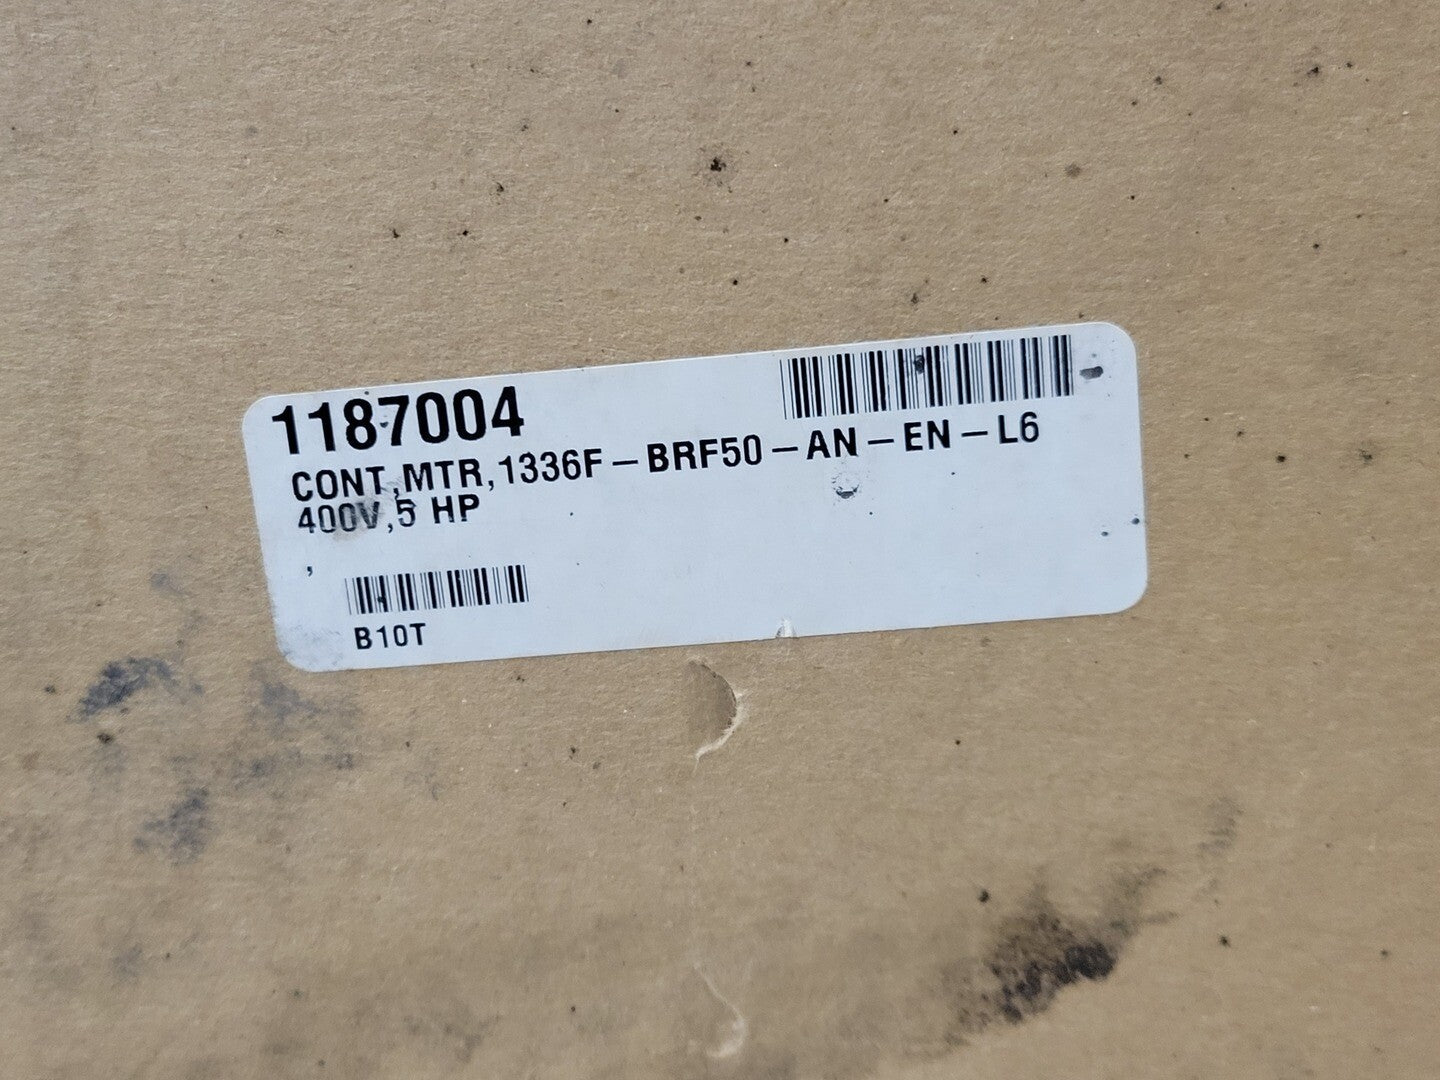 1187004
CONT,MTR,1336F-BRF50-AN-EN-L6
400V,5 HP
B10T